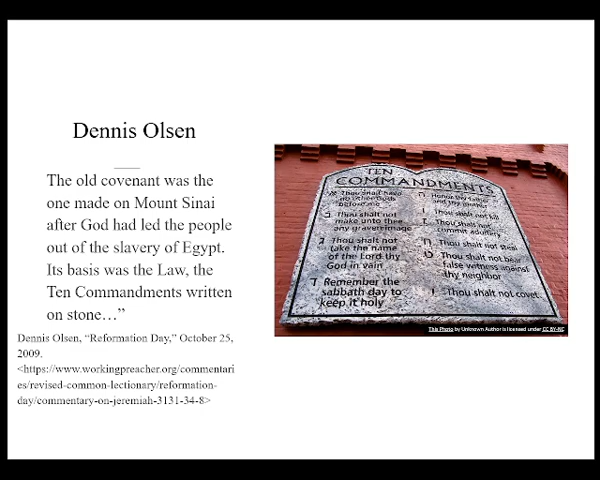 Dennis Olsen
The old covenant was the
one made on Mount Sinai
after God had led the people
out of the slavery of Egypt.
Its basis was the Law, the
Ten Commandments written
on stone…”
Dennis Olsen, “Reformation Day,” October 25,
2009.
<https://www.workingpreacher.org/commentari
es/revised-common-lectionary/reformation-
day/commentary-on-jeremiah-3131-34-8>
TEN
COMMANDMENTS
Thou shalt have
no other Gods
before me
Thou shalt not
make unto thee
any graven image
Thou shalt not
take the name
of the Lord thy
God in vain
Remember the
sabbath day to
keep it holy
Honor thy father
and thy mother
Thou shalt not kill
Thou shalt not
commit adultery
Thou shalt not steal
Thou shalt not bear
false witness against
thy neighbor
Thou shalt not covet
This Photo by Unknown Author is licensed under CC BY-NC